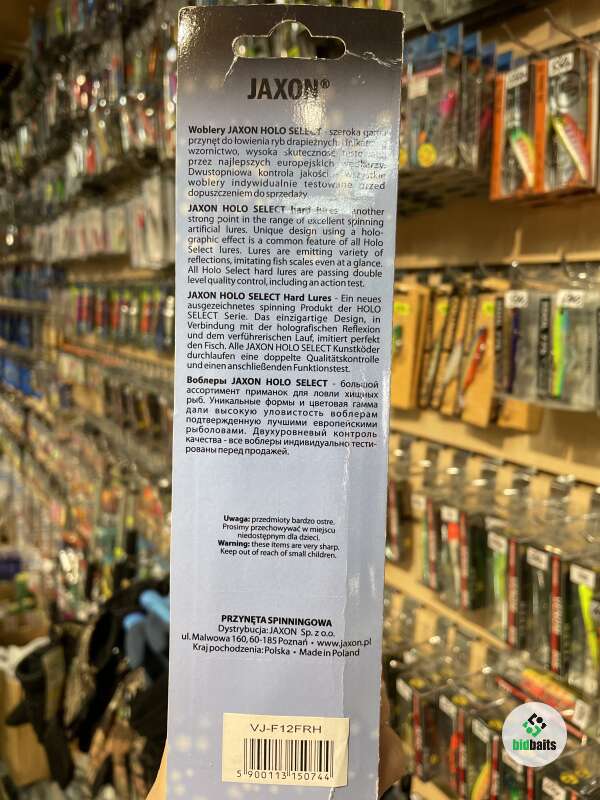 JAXON®
Woblery JAXON HOLO SELECT - szeroka gama
przynęt do łowienia ryb drapieżnych.
wzornictwo, wysoka skuteczność
przez najlepszych europejskich wędkarzy.
Dwustopniowa kontrola jakości - wszystkie
woblery indywidualnie testowane przed
dopuszczeniem do sprzedaży.
JAXON HOLO SELECT hard lures - another
strong point in the range of excellent spinning
artificial lures. Unique design using a holo-
graphic effect is a common feature of all Holo
Select lures. Lures are emitting variety of
reflections, imitating fish scales even at a glance.
All Holo Select hard lures are passing double
level quality control, including an action test.
JAXON HOLO SELECT Hard Lures - Ein neues
ausgezeichnetes spinning Produkt der HOLO
SELECT Serie. Das einzigartige Design, in
Verbindung mit der holografischen Reflexion
und dem verführerischen Lauf, imitiert perfekt
den Fisch. Alle JAXON HOLO SELECT Kunstköder
durchlaufen eine doppelte Qualitätskontrolle
und einen anschließenden Funktionstest.
Воблеры JAXON HOLO SELECT - большой
ассортимент приманок для ловли хищных
рыб. Уникальные формы и цветовая гамма
дали высокую уловистость воблерам
подтвержденную лучшими европейскими
рыболовами. Двухуровневый контроль
качества - все воблеры индивидуально тести-
рованы перед продажей.
Uwaga: przedmioty bardzo ostre.
Prosimy przechowywać w miejscu
niedostępnym dla dzieci.
Warning: these items are very sharp.
Keep out of reach of small children.
PRZYNĘTA SPINNINGOWA
Dystrybucja: JAXON Sp. z o.o.
ul. Malwowa 160, 60-185 Poznań • www.jaxon.pl
Kraj pochodzenia: Polska • Made in Poland
VJ-F12FRH
5 900113 150744
bidbaits